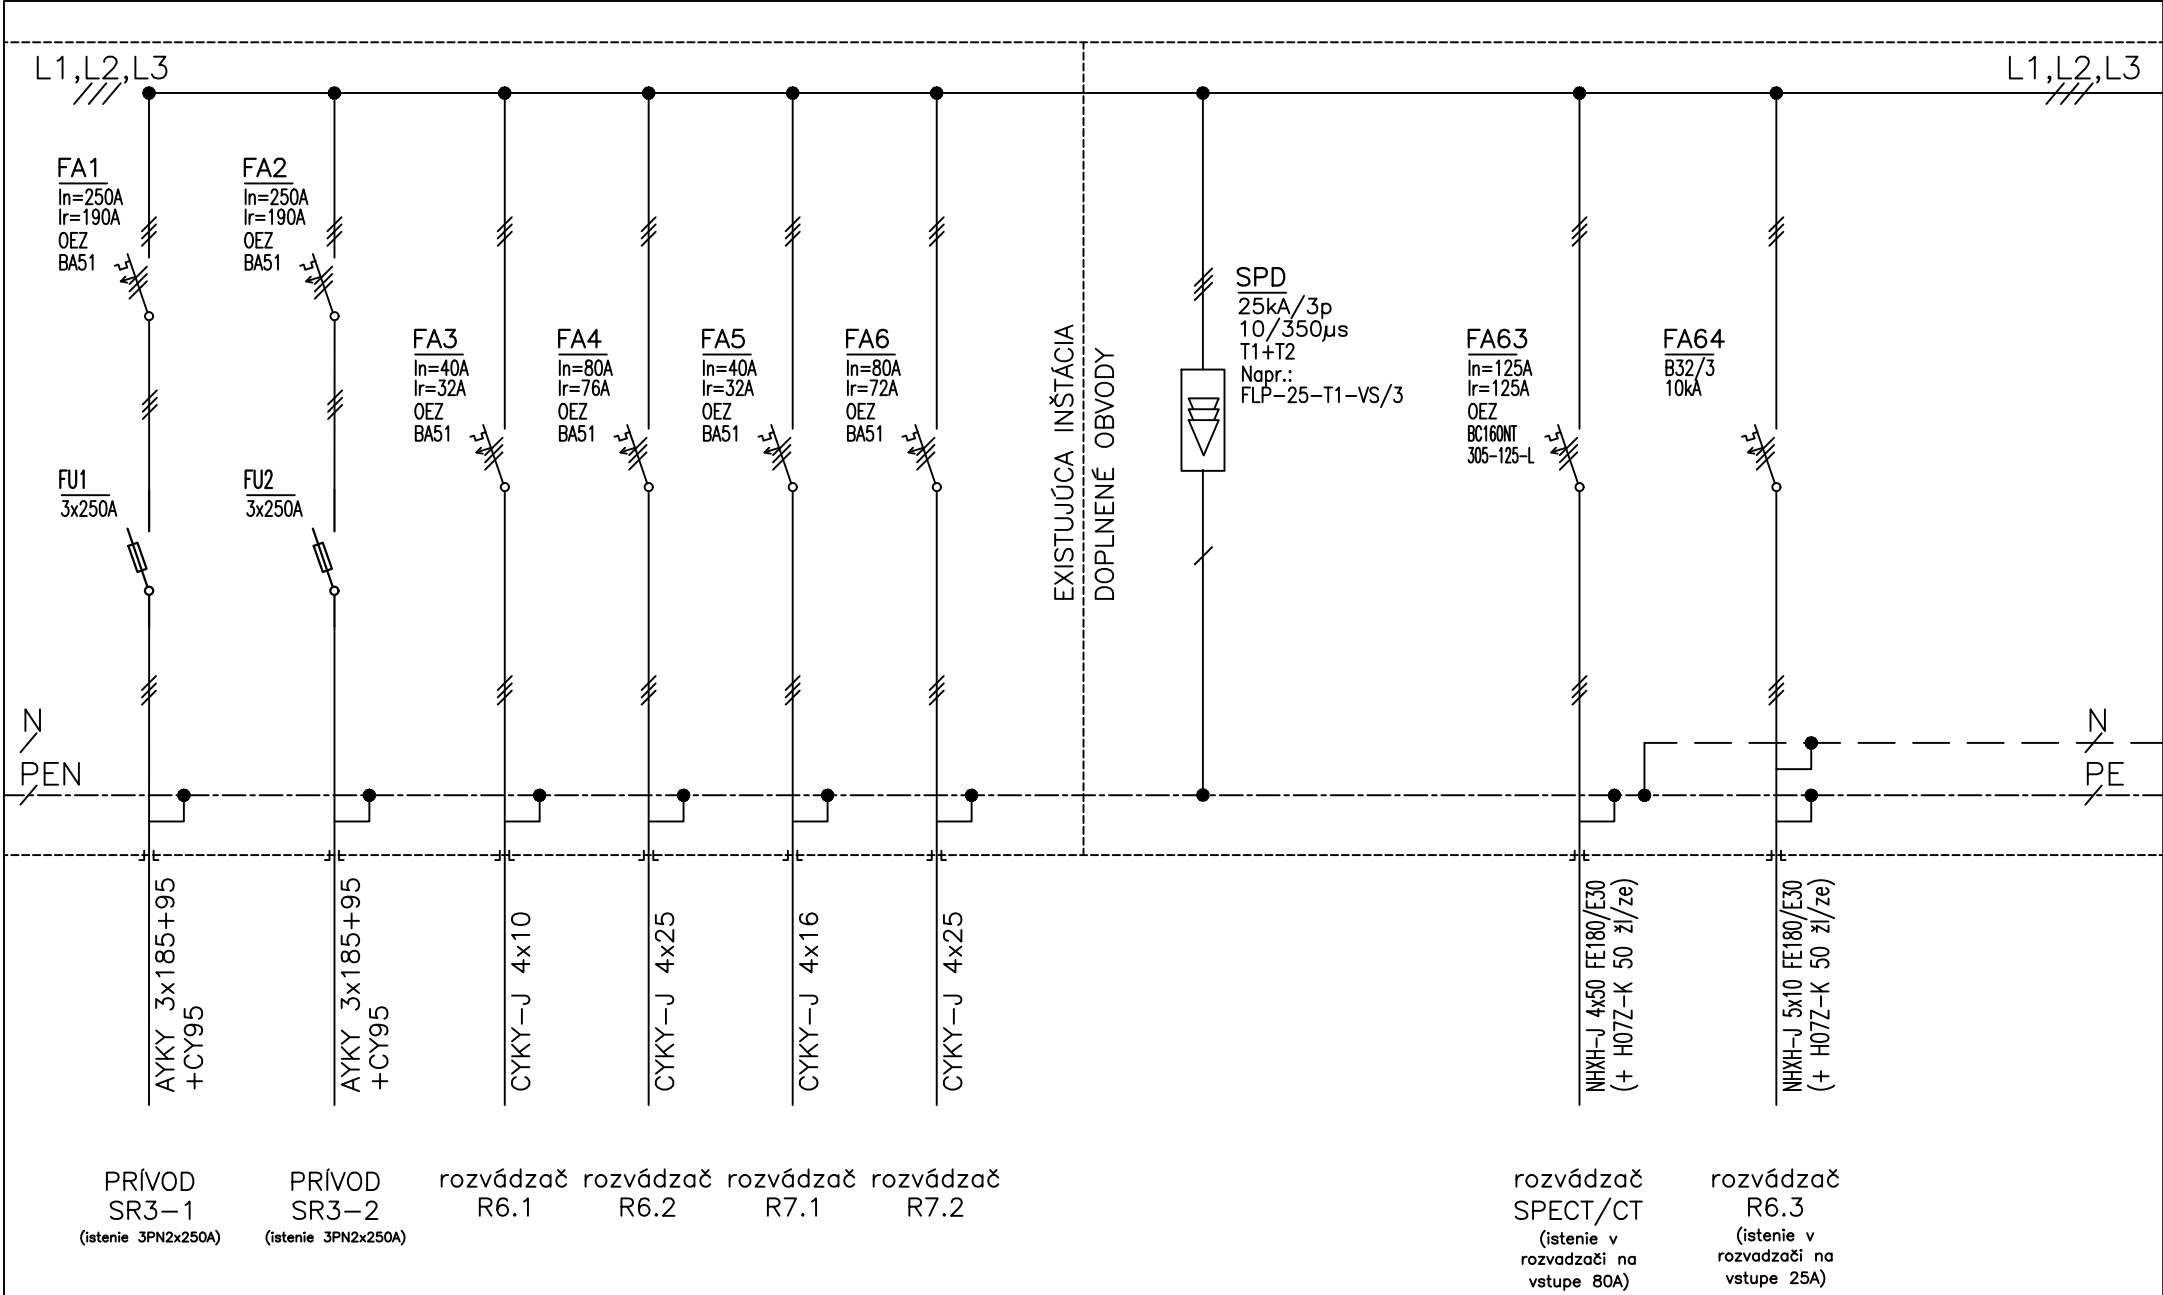 L1,L2,L3
L1,L2,L3
FA1
In=250A
Ir=190A
OEZ
BA51
FA2
In=250A
Ir=190A
OEZ
BA51
FU1
3x250A
FU2
3x250A
FA3
In=40A
Ir=32A
OEZ
BA51
FA4
In=80A
Ir=76A
OEZ
BA51
FA5
In=40A
Ir=32A
OEZ
BA51
FA6
In=80A
Ir=72A
OEZ
BA51
EXISTUJÚCA INŠTÁCIA
DOPLNENÉ OBVODY
SPD
25kA/3p
10/350µs
T1+T2
Napr.:
FLP-25-T1-VS/3
FA63
In=125A
Ir=125A
OEZ
BC160NT
305-125-L
FA64
B32/3
10kA
N
PEN
N
PE
AYKY 3x185+95
+CY95
AYKY 3x185+95
+CY95
CYKY-J 4x10
CYKY-J 4x25
CYKY-J 4x16
CYKY-J 4x25
NHXH-J 4x50 FE180/E30
(+ H07Z-K 50 žl/ze)
NHXH-J 5x10 FE180/E30
(+ H07Z-K 50 žl/ze)
PRÍVOD
SR3-1
(istenie 3PN2x250A)
PRÍVOD
SR3-2
(istenie 3PN2x250A)
rozvádzač
R6.1
rozvádzač
R6.2
rozvádzač
R7.1
rozvádzač
R7.2
rozvádzač
SPECT/CT
(istenie v
rozvadzači na
vstupe 80A)
rozvádzač
R6.3
(istenie v
rozvadzači na
vstupe 25A)